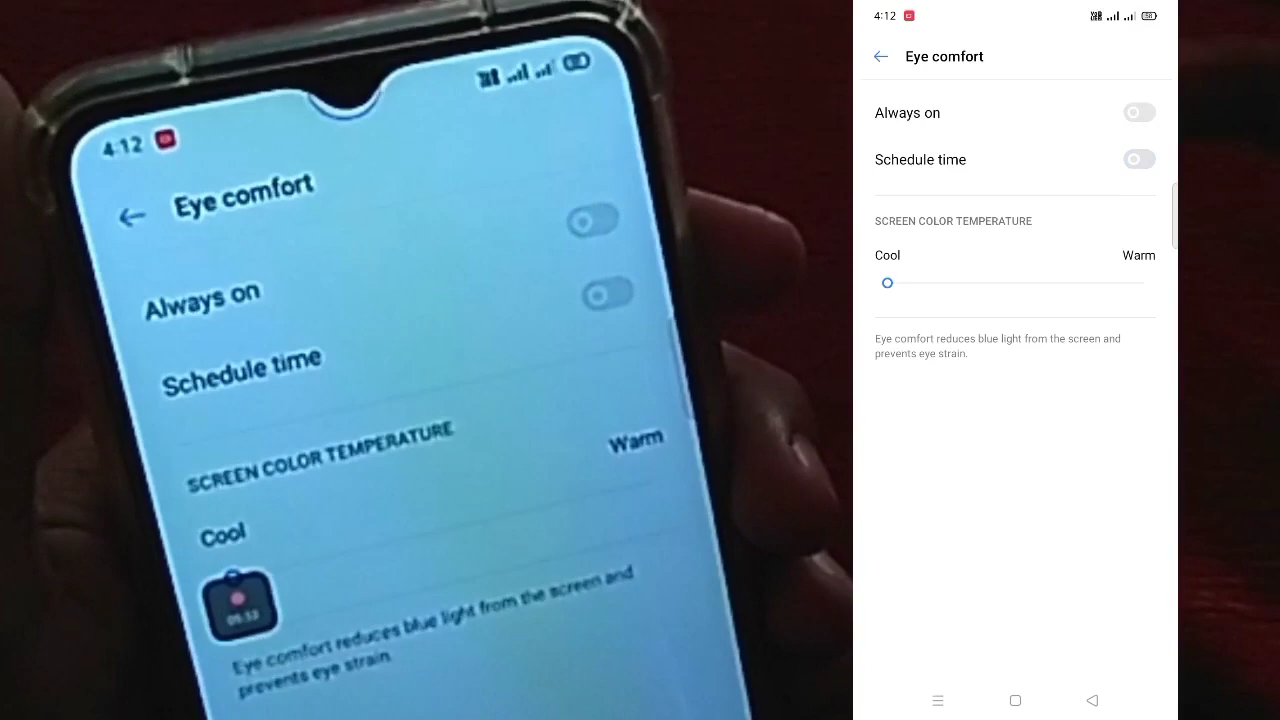 4:12
Eye comfort
Always on
Schedule time
SCREEN COLOR TEMPERATURE
Warm
Cool
Eye comfort reduces blue light from the screen and
prevents eye strain.
4:12
Eye comfort
Always on
Schedule time
SCREEN COLOR TEMPERATURE
Cool
Warm
Eye comfort reduces blue light from the screen and
prevents eye strain.